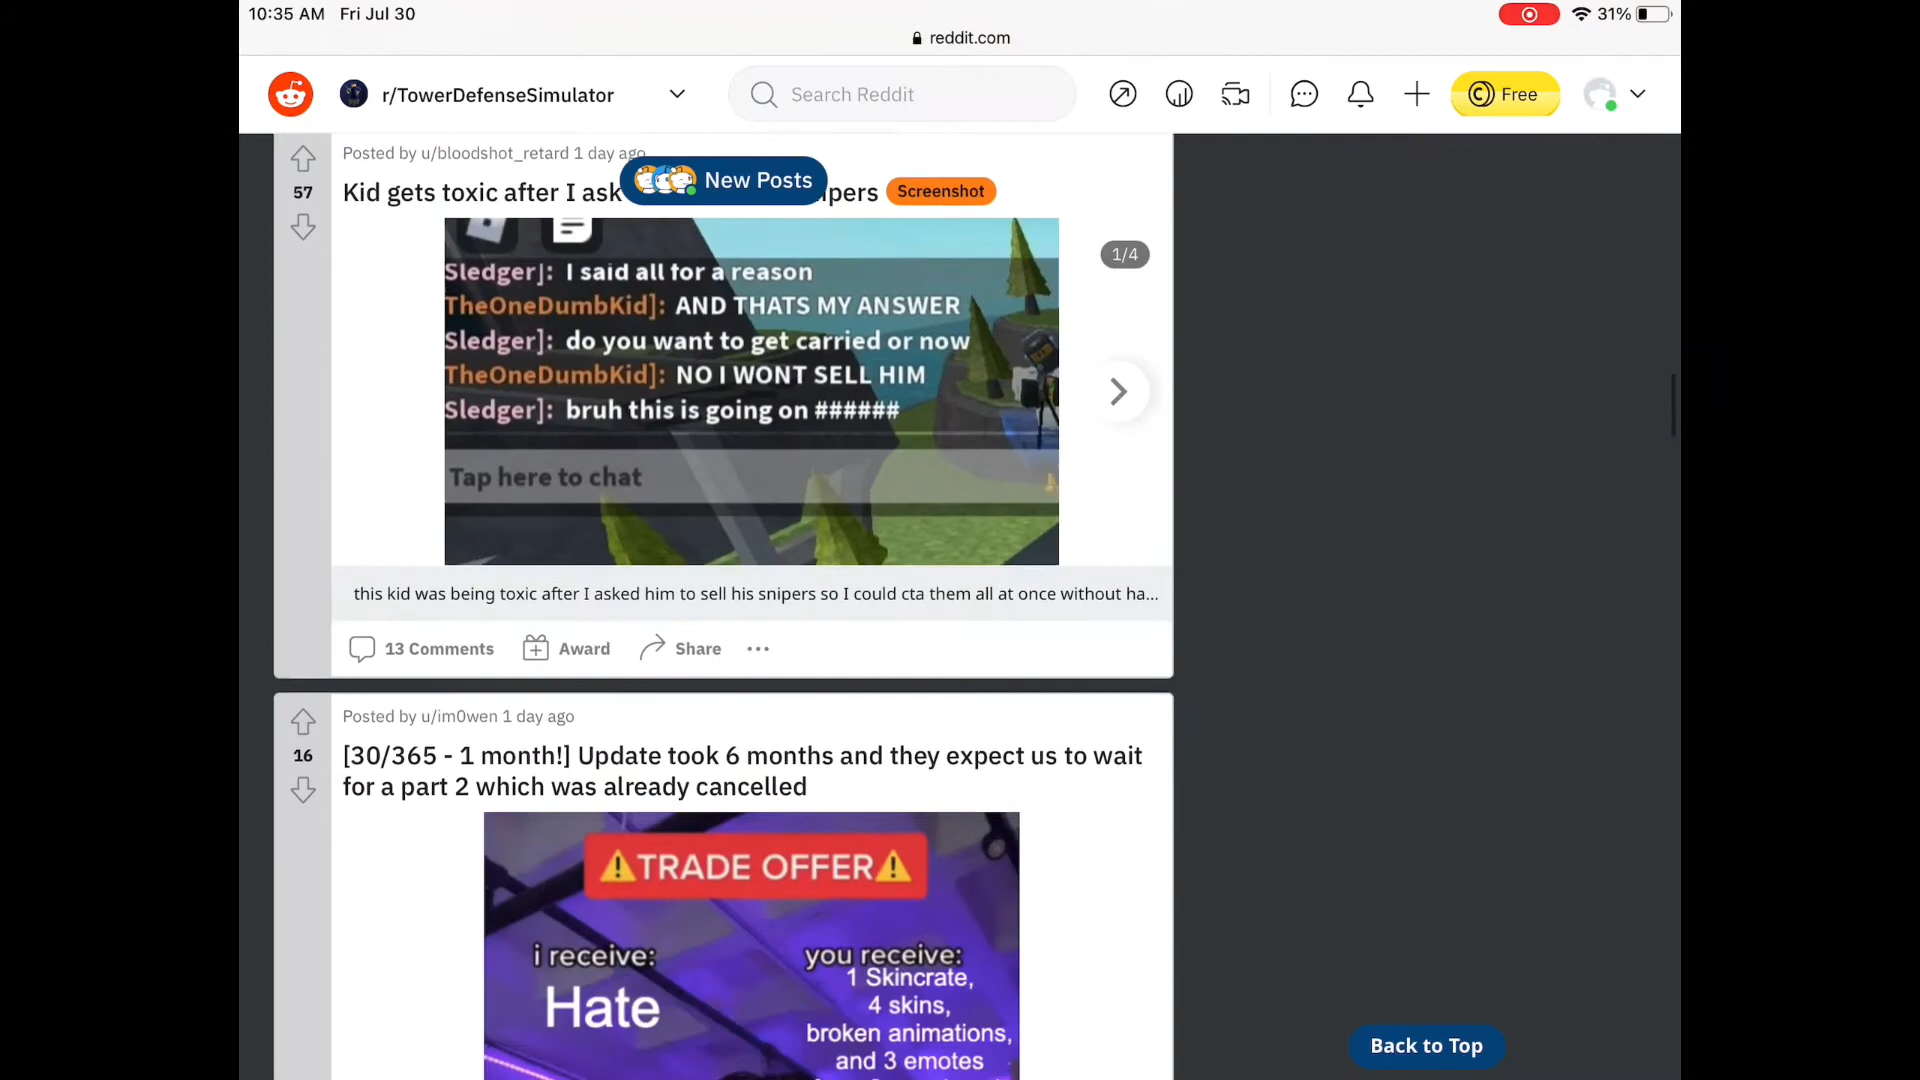 10:35 AM Fri Jul 30
31%
reddit.com
r/TowerDefenseSimulator
Search Reddit
Free
Posted by u/bloodshot_retard 1 day ago
New Posts
57
Kid gets toxic after I ask
Screenshot
1/4
Sledger]: I said all for a reason
TheOneDumbKid]: AND THATS MY ANSWER
Sledger]: do you want to get carried or now
TheOneDumbKid]: NO I WONT SELL HIM
Sledger]: bruh this is going on ######
Tap here to chat
this kid was being toxic after I asked him to sell his snipers so I could cta them all at once without ha...
13 Comments
Award
Share
Posted by u/im0wen 1 day ago
16
[30/365 - 1 month!] Update took 6 months and they expect us to wait
for a part 2 which was already cancelled
⚠TRADE OFFER⚠
i receive:
Hate
you receive:
1 Skincrate,
4 skins,
broken animations,
and 3 emotes
Back to Top